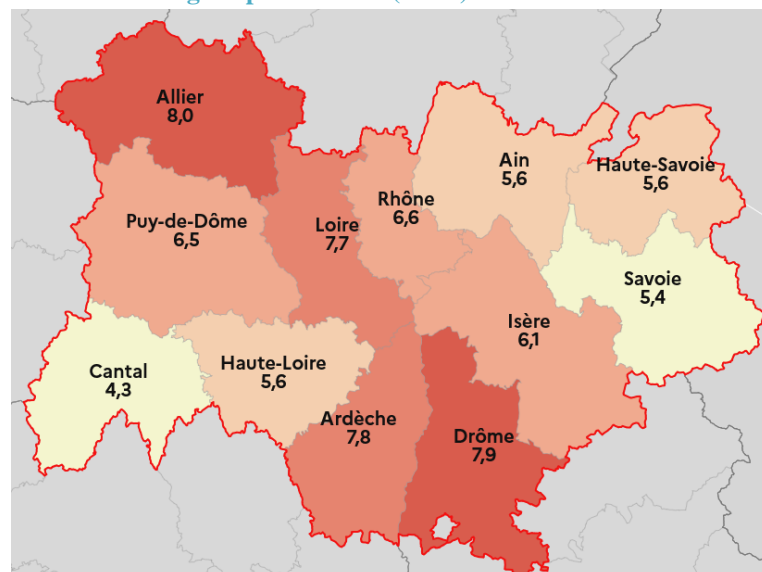 Allier
8,0
Ain
5,6
Haute-Savoie
5,6
Rhône
6,6
Puy-de-Dôme
6,5
Loire
7,7
Savoie
5,4
Isère
6,1
Haute-Loire
5,6
Cantal
4,3
Ardèche
7,8
Drôme
7,9